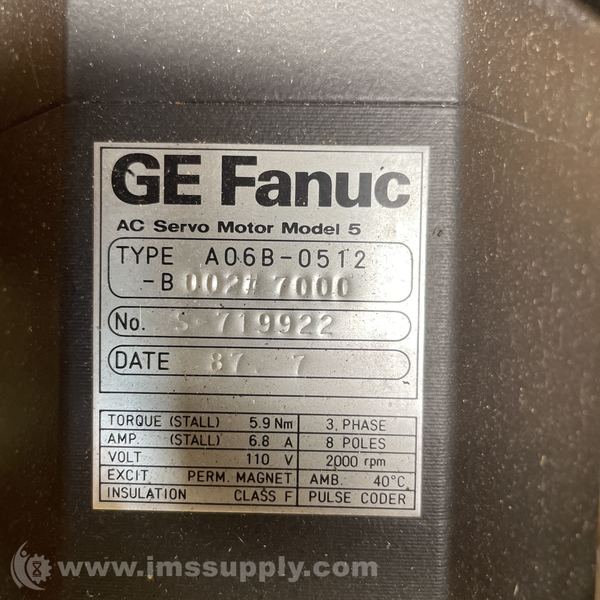 GE Fanuc
AC Servo Motor Model 5
TYPE A06B-0512
-B 002# 7000
No. S-719922
DATE 87. 7
TORQUE (STALL) 5.9 Nm 3. PHASE
AMP. (STALL) 6.8 A 8 POLES
VOLT 110 V 2000 rpm
EXCIT. PERM. MAGNET AMB. 40°C
INSULATION CLASS F PULSE CODER
www.imssupply.com